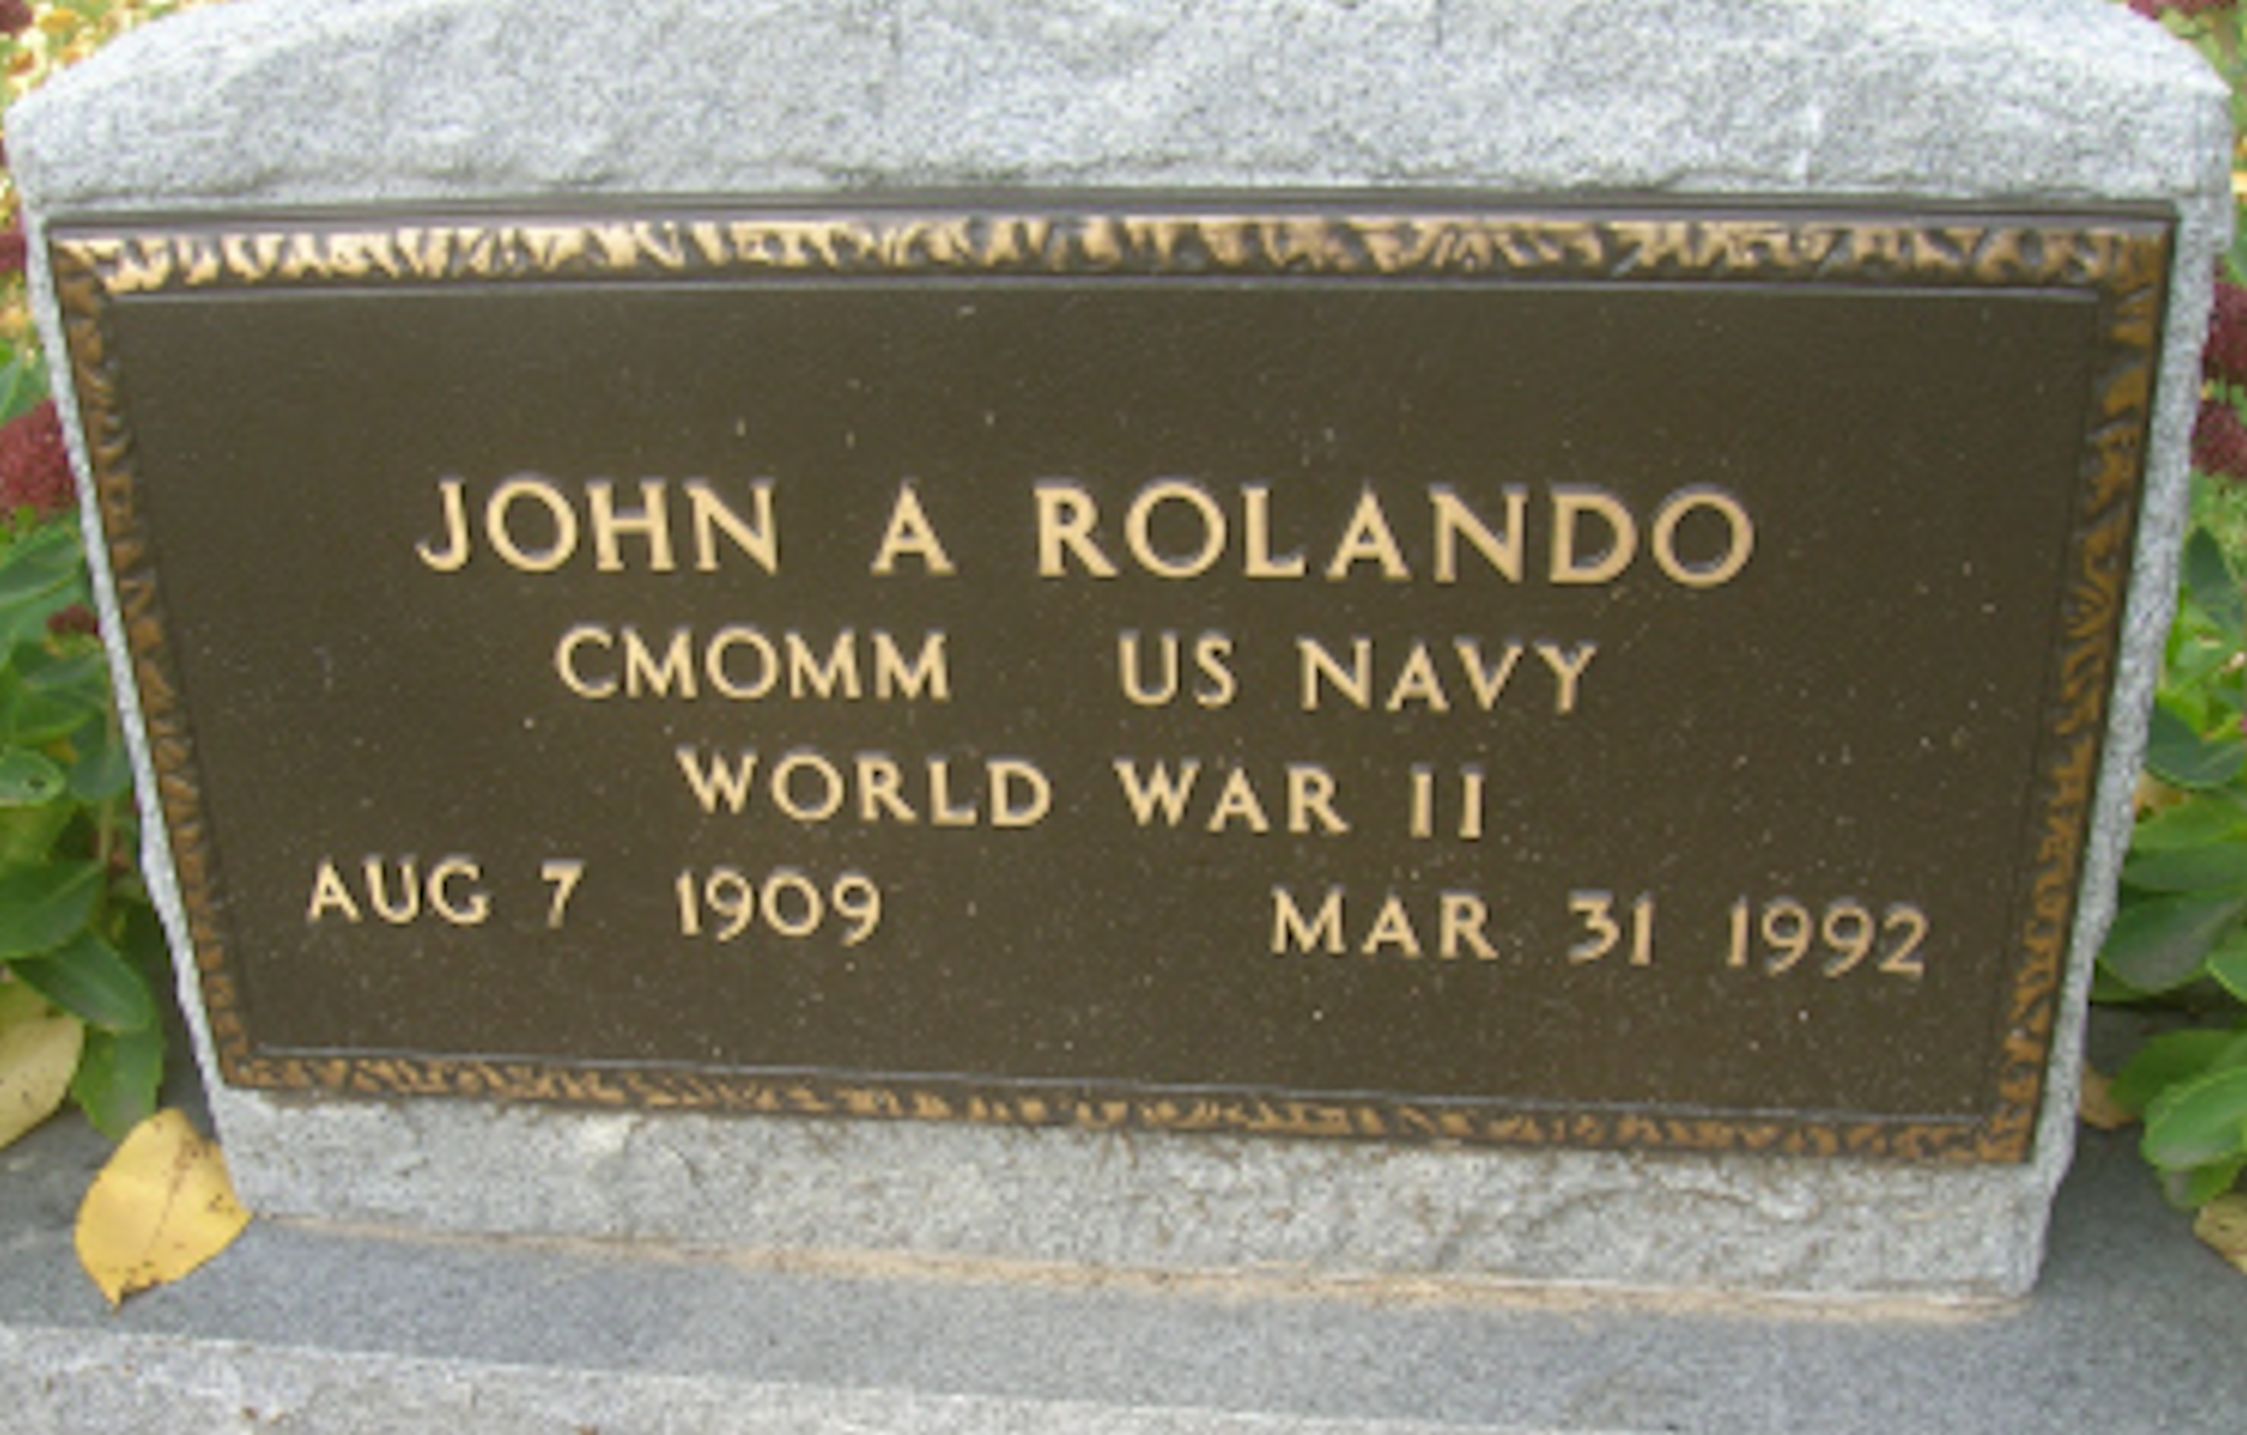 JOHN A ROLANDO
CMOMM US NAVY
WORLD WAR II
AUG 7 1909 MAR 31 1992